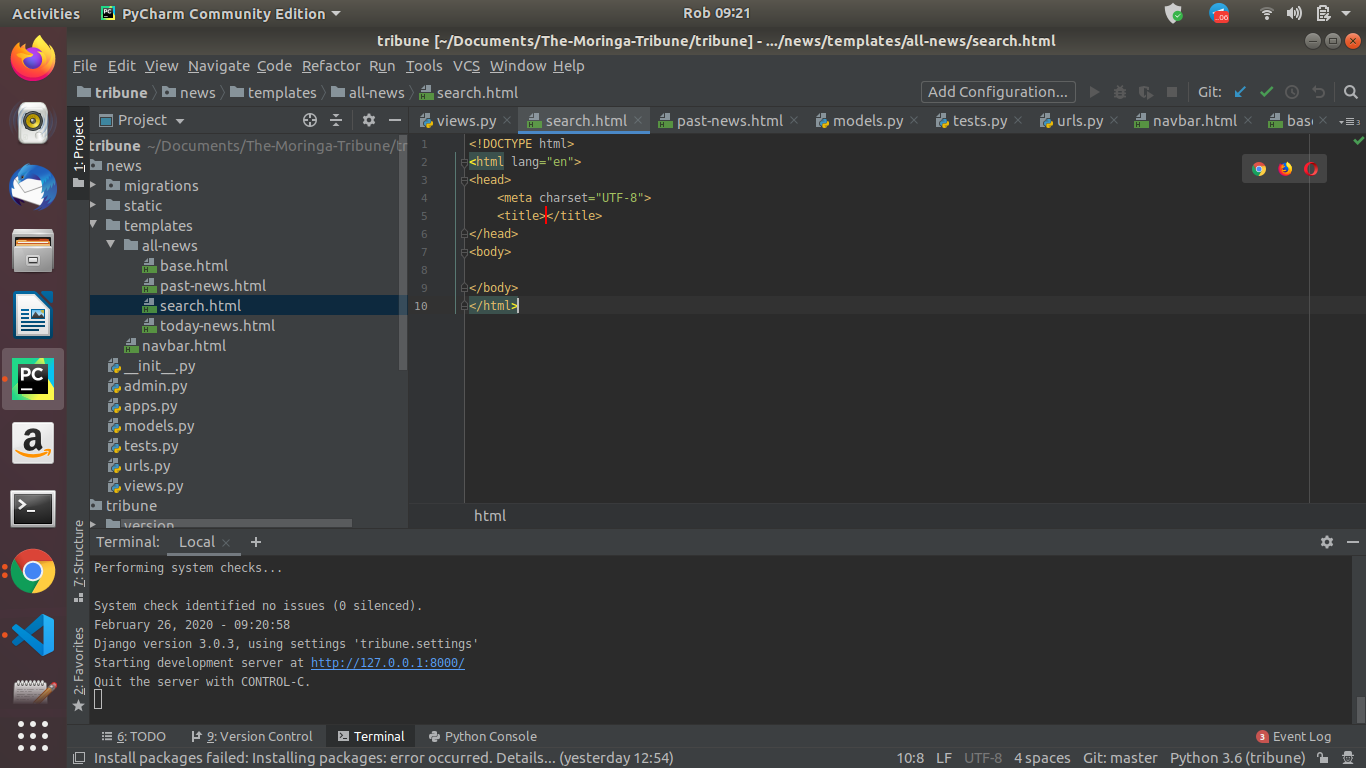 Activities PyCharm Community Edition Rob 09:21
tribune [~/Documents/The-Moringa-Tribune/tribune] - .../news/templates/all-news/search.html
File Edit View Navigate Code Refactor Run Tools VCS Window Help
tribune news templates all-news search.html Add Configuration... Git:
1: Project
Project
views.py search.html past-news.html models.py tests.py urls.py navbar.html base 3
tribune ~/Documents/The-Moringa-Tribune/tr
news
migrations
static
templates
all-news
base.html
past-news.html
search.html
today-news.html
navbar.html
__init__.py
admin.py
apps.py
models.py
tests.py
urls.py
views.py
tribune
version
1 <!DOCTYPE html>
2 <html lang="en">
3 <head>
4 <meta charset="UTF-8">
5 <title></title>
6 </head>
7 <body>
8
9 </body>
10 </html>
html
7: Structure
2: Favorites
Terminal: Local +
Performing system checks...
System check identified no issues (0 silenced).
February 26, 2020 - 09:20:58
Django version 3.0.3, using settings 'tribune.settings'
Starting development server at http://127.0.0.1:8000/
Quit the server with CONTROL-C.
6: TODO 9: Version Control Terminal Python Console 3 Event Log
Install packages failed: Installing packages: error occurred. Details... (yesterday 12:54) 10:8 LF UTF-8 4 spaces Git: master Python 3.6 (tribune)